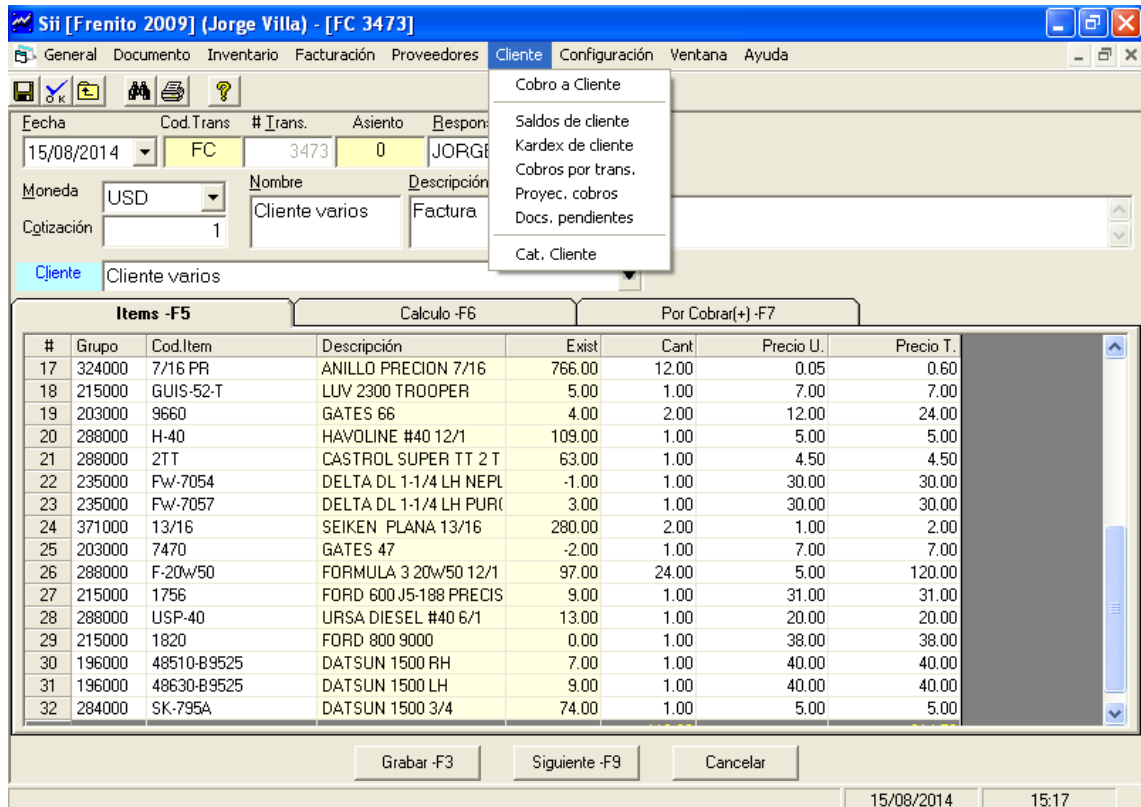 Sii [Frenito 2009] (Jorge Villa) - [FC 3473]
General Documento Inventario Facturación Proveedores Cliente Configuración Ventana Ayuda
Cobro a Cliente
Saldos de cliente
Kardex de cliente
Cobros por trans.
Proyec. cobros
Docs. pendientes
Cat. Cliente
OK
Fecha Cod.Trans # Trans. Asiento
15/08/2014 FC 3473 0
Moneda USD Nombre Descripción
Cliente varios Factura
Cotización 1
Cliente Cliente varios
Items -F5 Calculo -F6 Por Cobrar(+) -F7
# Grupo Cod.Item Descripción Exist Cant Precio U. Precio T.
17 324000 7/16 PR ANILLO PRECION 7/16 766.00 12.00 0.05 0.60
18 215000 GUIS-52-T LUV 2300 TROOPER 5.00 1.00 7.00 7.00
19 203000 9660 GATES 66 4.00 2.00 12.00 24.00
20 288000 H-40 HAVOLINE #40 12/1 109.00 1.00 5.00 5.00
21 288000 2TT CASTROL SUPER TT 2 T 63.00 1.00 4.50 4.50
22 235000 FW-7054 DELTA DL 1-1/4 LH NEPL -1.00 1.00 30.00 30.00
23 235000 FW-7057 DELTA DL 1-1/4 LH 3.00 1.00 30.00 30.00
24 371000 13/16 SEIKEN PLANA 13/16 280.00 2.00 1.00 2.00
25 203000 7470 GATES 47 -2.00 1.00 7.00 7.00
26 288000 F-20W50 FORMULA 3 20W50 12/1 97.00 24.00 5.00 120.00
27 215000 1756 FORD 600 J5-188 PRECIS 9.00 1.00 31.00 31.00
28 288000 USP-40 URSA DIESEL #40 6/1 13.00 1.00 20.00 20.00
29 215000 1820 FORD 800 9000 0.00 1.00 38.00 38.00
30 196000 48510-B9525 DATSUN 1500 RH 7.00 1.00 40.00 40.00
31 196000 48630-B9525 DATSUN 1500 LH 9.00 1.00 40.00 40.00
32 284000 SK-795A DATSUN 1500 3/4 74.00 1.00 5.00 5.00
Grabar -F3 Siguiente -F9 Cancelar
15/08/2014 15:17